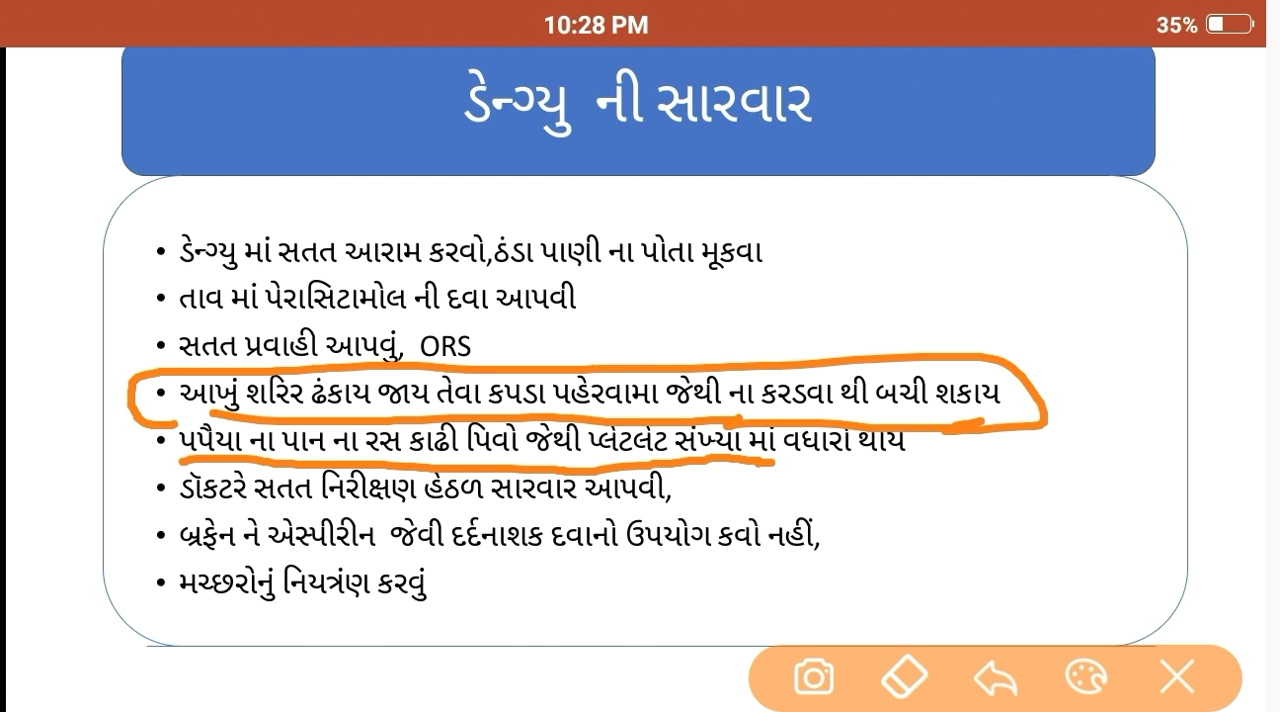 10:28 PM
35%
ડેન્ગ્યુ ની સારવાર
• ડેન્ગ્યુ માં સતત આરામ કરવો,ઠંડા પાણી ના પોતા મૂકવા
• તાવ માં પેરાસિટામોલ ની દવા આપવી
• સતત પ્રવાહી આપવું, ORS
• આખું શરિર ઢંકાય જાય તેવા કપડા પહેરવામા જેથી ના કરડવા થી બચી શકાય
• પપૈયા ના પાન ના રસ કાઢી પિવો જેથી પ્લેટલેટ સંખ્યા માં વધારો થાય
• ડૉકટરે સતત નિરીક્ષણ હેઠળ સારવાર આપવી,
• બ્રફેન ને એસ્પીરીન જેવી દર્દનાશક દવાનો ઉપયોગ કવો નહીં,
• મચ્છરોનું નિયત્રંણ કરવું